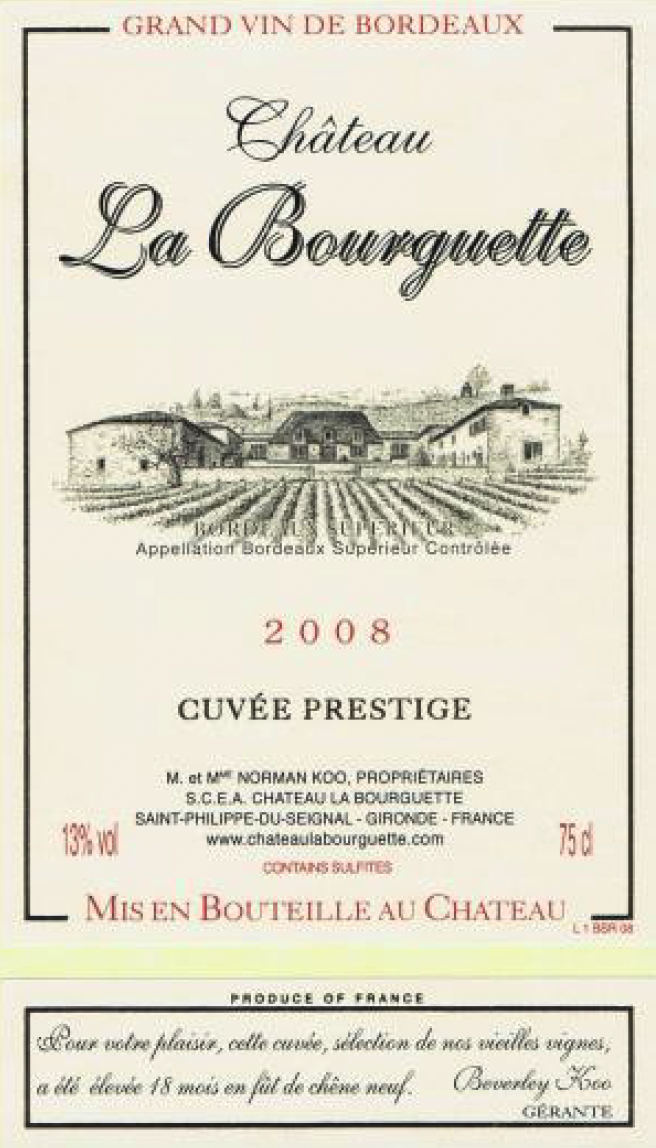 GRAND VIN DE BORDEAUX
Château
La Bourguette
BORDEAUX SUPERIEUR
Appellation Bordeaux Supérieur Contrôlée
2008
CUVÉE PRESTIGE
M. et MME NORMAN KOO, PROPRIÉTAIRES
S.C.E.A. CHATEAU LA BOURGUETTE
SAINT-PHILIPPE-DU-SEIGNAL - GIRONDE - FRANCE
13% vol www.chateaulabourguette.com 75 cl
CONTAINS SULFITES
MIS EN BOUTEILLE AU CHATEAU
L 1 BSR 08
PRODUCE OF FRANCE
Pour votre plaisir, cette cuvée, sélection de nos vieilles vignes,
a été élevée 18 mois en fût de chêne neuf. Beverley Koo
GÉRANTE